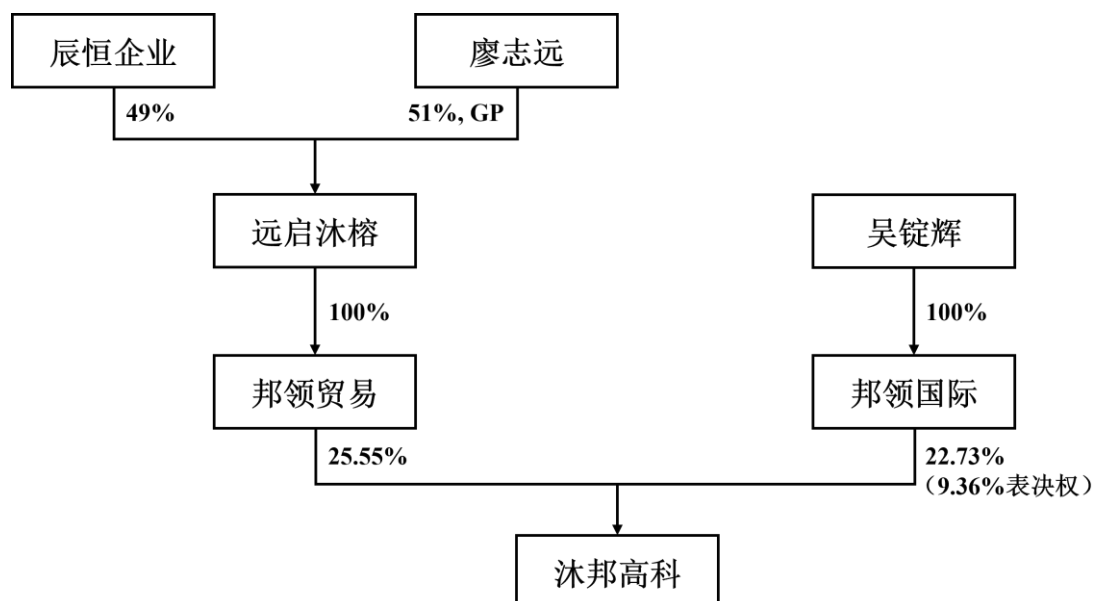 辰恒企业
廖志远
49%
51%, GP
远启沐榕
吴锭辉
100%
100%
邦领贸易
邦领国际
25.55%
22.73%
（9.36%表决权）
沐邦高科